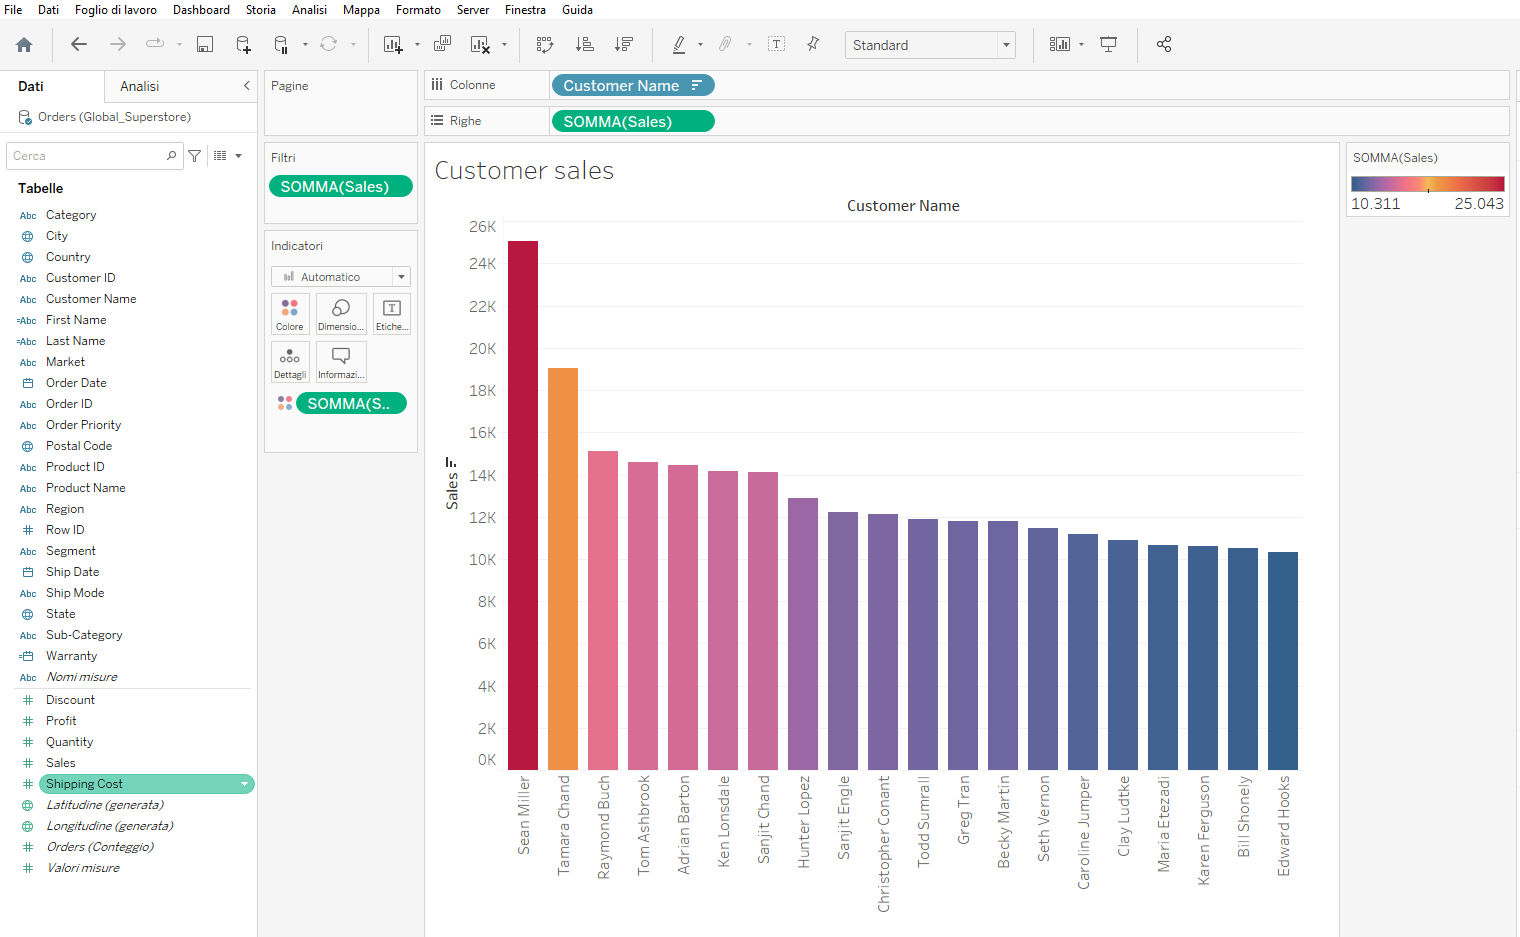 File Dati Foglio di lavoro Dashboard Storia Analisi Mappa Formato Server Finestra Guida
Standard
Dati Analisi
Orders (Global_Superstore)
Cerca
Tabelle
Abc Category
City
Country
Abc Customer ID
Abc Customer Name
=Abc First Name
=Abc Last Name
Abc Market
Order Date
Abc Order ID
Abc Order Priority
Postal Code
Abc Product ID
Abc Product Name
Abc Region
# Row ID
Abc Segment
Ship Date
Abc Ship Mode
State
Abc Sub-Category
= Warranty
Abc Nomi misure
# Discount
# Profit
# Quantity
# Sales
# Shipping Cost
Latitudine (generata)
Longitudine (generata)
# Orders (Conteggio)
# Valori misure
Pagine
Filtri
SOMMA(Sales)
Indicatori
Automatico
Colore Dimensio... Etiche...
Dettagli Informazi...
SOMMA(S..
Colonne Customer Name
Righe SOMMA(Sales)
Customer sales
Customer Name
26K
24K
22K
20K
18K
16K
14K
12K
10K
8K
6K
4K
2K
0K
Sales
Sean Miller
Tamara Chand
Raymond Buch
Tom Ashbrook
Adrian Barton
Ken Lonsdale
Sanjit Chand
Hunter Lopez
Sanjit Engle
Christopher Conant
Todd Sumrall
Greg Tran
Becky Martin
Seth Vernon
Caroline Jumper
Clay Ludtke
Maria Etezadi
Karen Ferguson
Bill Shonely
Edward Hooks
SOMMA(Sales)
10.311 25.043